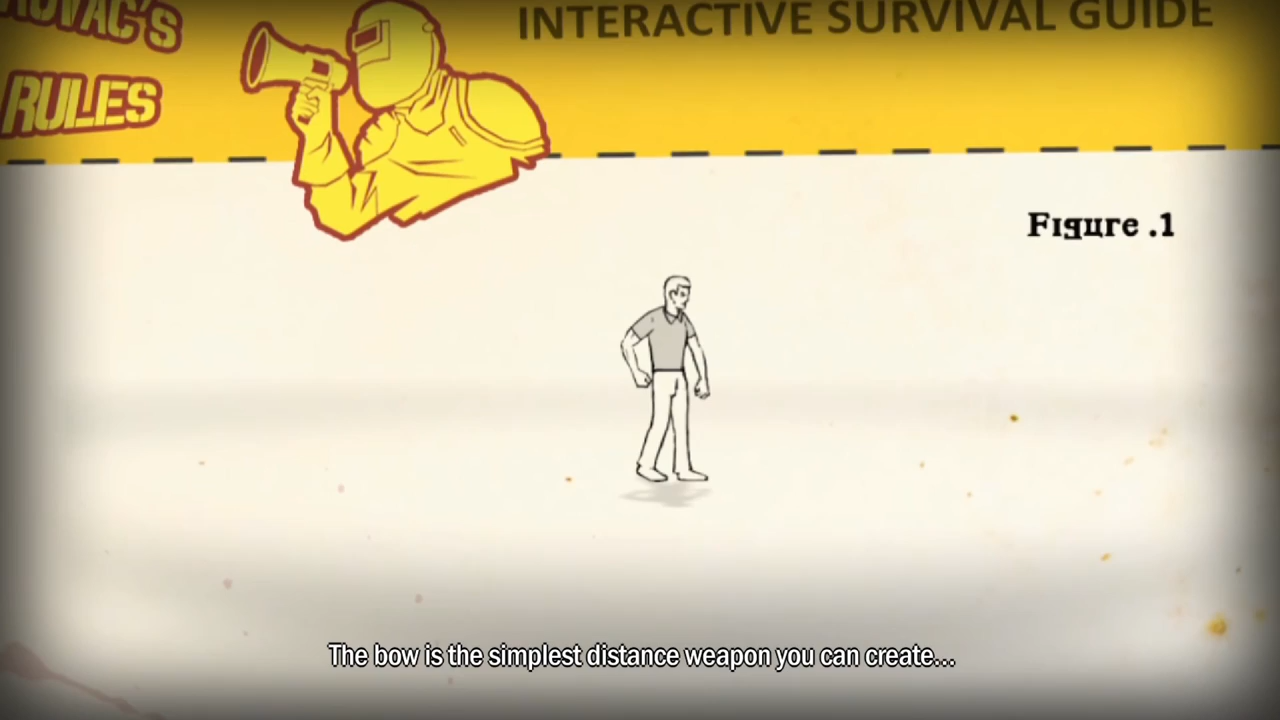 INTERACTIVE SURVIVAL GUIDE
RULES
Figure .1
The bow is the simplest distance weapon you can create...